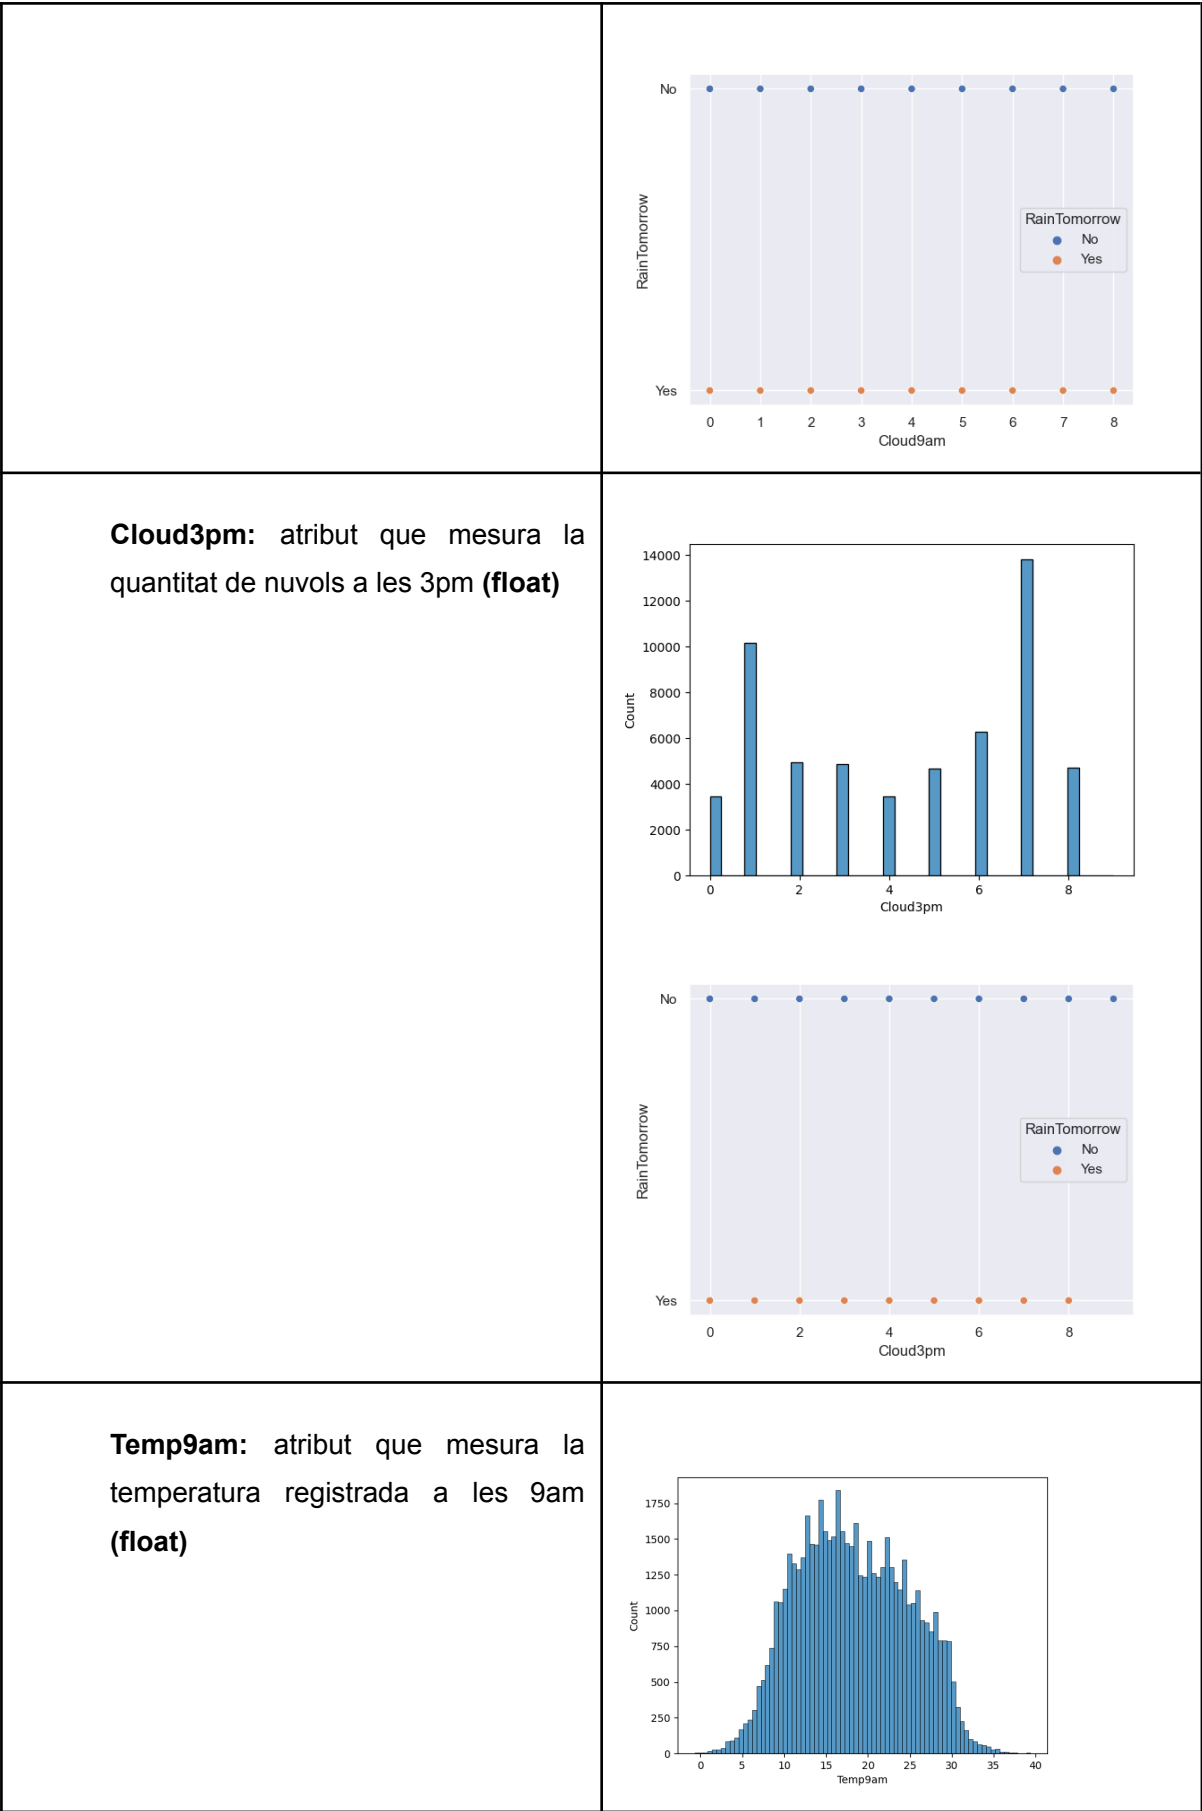 No
RainTomorrow
RainTomorrow
No
Yes
Yes
0 1 2 3 4 5 6 7 8
Cloud9am
Cloud3pm: atribut que mesura la
quantitat de nuvols a les 3pm (float)
14000
12000
10000
8000
6000
4000
2000
0
Count
0 2 4 6 8
Cloud3pm
No
RainTomorrow
RainTomorrow
No
Yes
Yes
0 2 4 6 8
Cloud3pm
Temp9am: atribut que mesura la
temperatura registrada a les 9am
(float)
1750
1500
1250
1000
750
500
250
0
Count
0 5 10 15 20 25 30 35 40
Temp9am